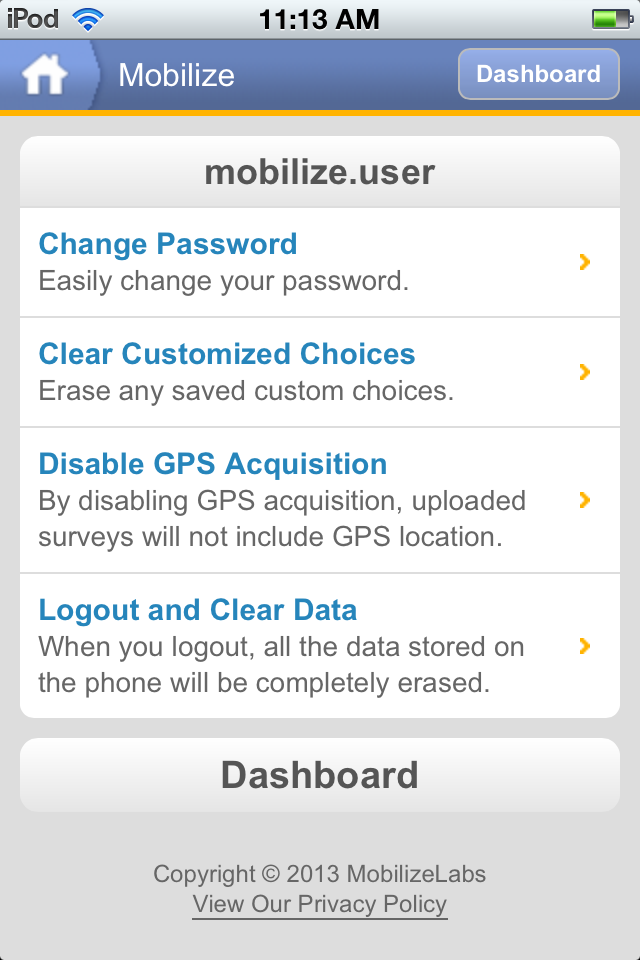 iPod 11:13 AM
Mobilize Dashboard
mobilize.user
Change Password
Easily change your password.
Clear Customized Choices
Erase any saved custom choices.
Disable GPS Acquisition
By disabling GPS acquisition, uploaded
surveys will not include GPS location.
Logout and Clear Data
When you logout, all the data stored on
the phone will be completely erased.
Dashboard
Copyright © 2013 MobilizeLabs
View Our Privacy Policy